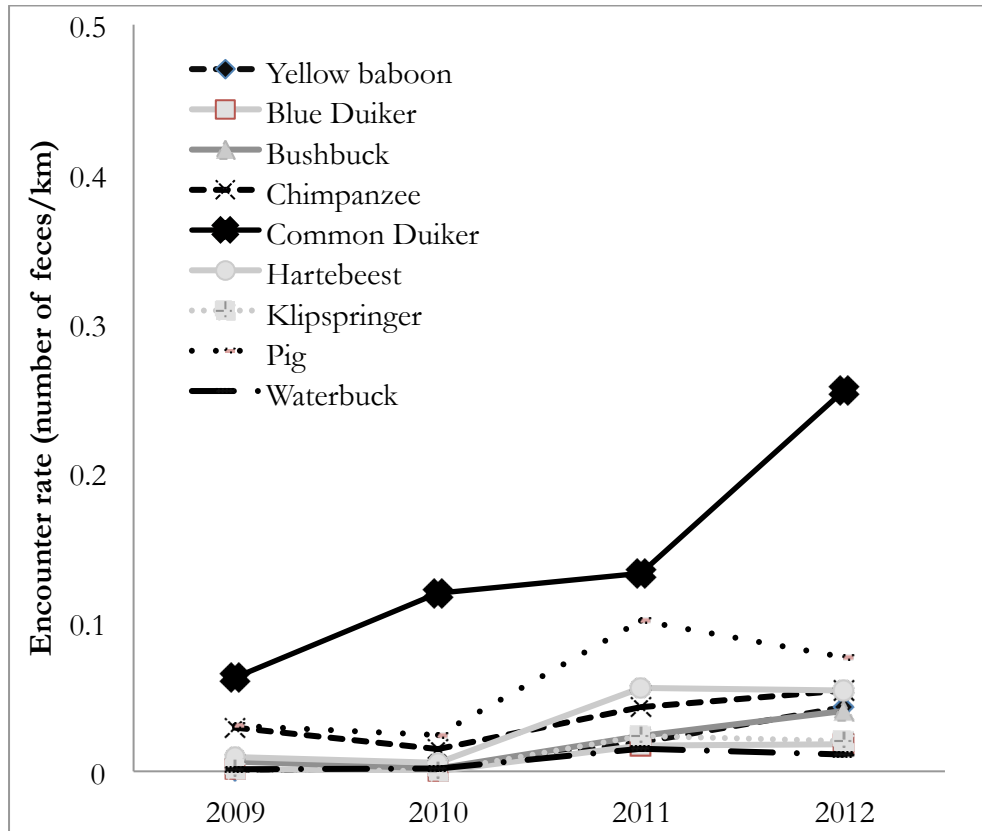 Encounter rate (number of feces/km)
0.5
0.4
0.3
0.2
0.1
0
Yellow baboon
Blue Duiker
Bushbuck
Chimpanzee
Common Duiker
Hartebeest
Klipspringer
Pig
Waterbuck
2009 2010 2011 2012